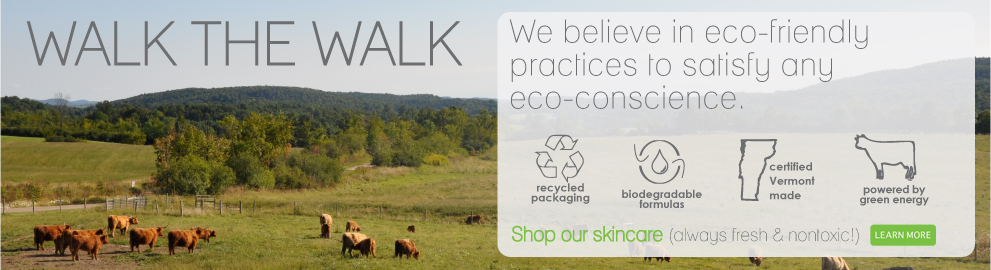 WALK THE WALK
We believe in eco-friendly
practices to satisfy any
eco-conscience.
recycled
packaging
biodegradable
formulas
certified
Vermont
made
powered by
green energy
Shop our skincare (always fresh & nontoxic!) LEARN MORE